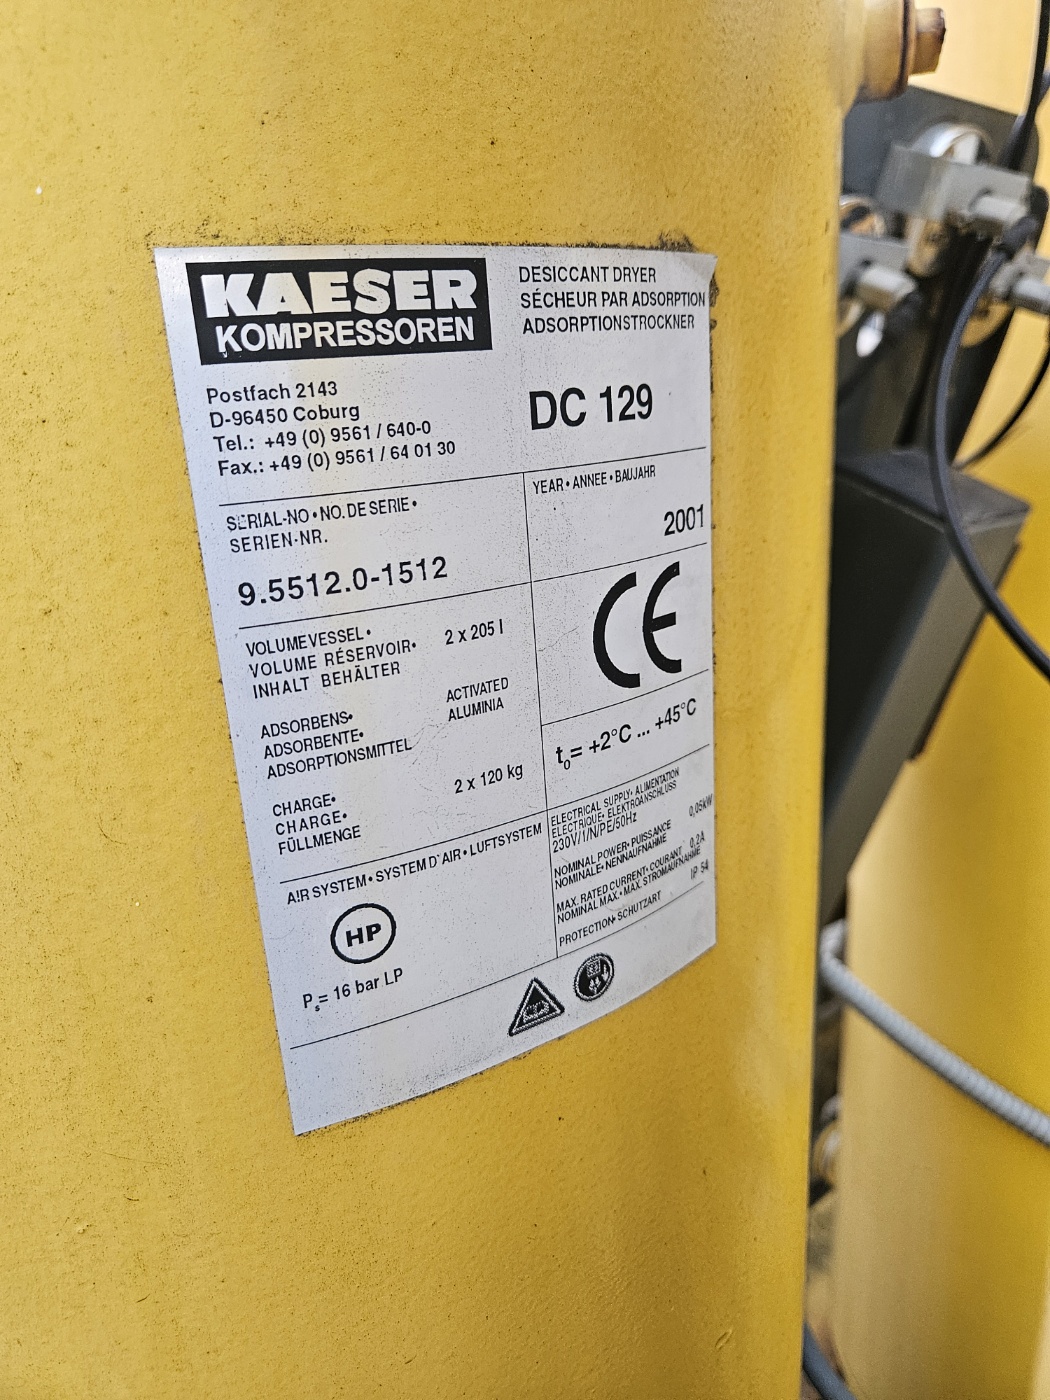 KAESER
KOMPRESSOREN
DESICCANT DRYER
SÉCHEUR PAR ADSORPTION
ADSORPTIONSTROCKNER
Postfach 2143
D-96450 Coburg
Tel.: +49 (0) 9561 / 640-0
Fax.: +49 (0) 9561 / 64 01 30
DC 129
SERIAL-NO • NO. DE SERIE •
SERIEN-NR.
9.5512.0-1512
YEAR • ANNEE • BAUJAHR
2001
CE
VOLUMEVESSEL •
VOLUME RÉSERVOIR •
INHALT BEHÄLTER
2 x 205 l
ADSORBENS •
ADSORBENTE •
ADSORPTIONSMITTEL
ACTIVATED
ALUMINIA
CHARGE •
CHARGE •
FÜLLMENGE
2 x 120 kg
t₀= +2°C ... +45°C
ELECTRICAL SUPPLY • ALIMENTATION
ELECTRIQUE • ELEKTROANSCHLUSS
230V/1/N/PE/50Hz
NOMINAL POWER • PUISSANCE
NOMINALE • NENNAUFNAHME
0,05kW
MAX. RATED CURRENT • COURANT
NOMINAL MAX. • MAX. STROMAUFNAHME
0,2A
PROTECTION • SCHUTZART
IP 54
AIR SYSTEM • SYSTEM D`AIR • LUFTSYSTEM
HP
Pₛ= 16 bar LP